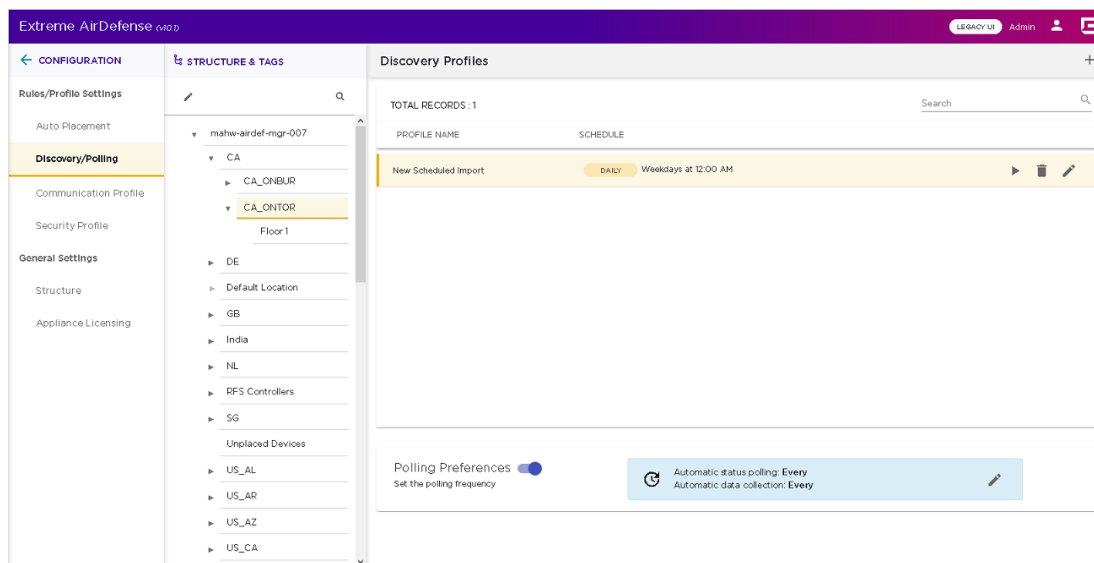 Extreme AirDefense (v10.1)
LEGACY UI
Admin
CONFIGURATION
Rules/Profile Settings
Auto Placement
Discovery/Polling
Communication Profile
Security Profile
General Settings
Structure
Appliance Licensing
STRUCTURE & TAGS
mahw-airdef-mgr-007
CA
CA_ONBUR
CA_ONTOR
Floor 1
DE
Default Location
GB
India
NL
RFS Controllers
SG
Unplaced Devices
US_AL
US_AR
US_AZ
US_CA
Discovery Profiles
TOTAL RECORDS : 1
Search
PROFILE NAME
SCHEDULE
New Scheduled Import
DAILY
Weekdays at 12:00 AM
Polling Preferences
Set the polling frequency
Automatic status polling: Every
Automatic data collection: Every